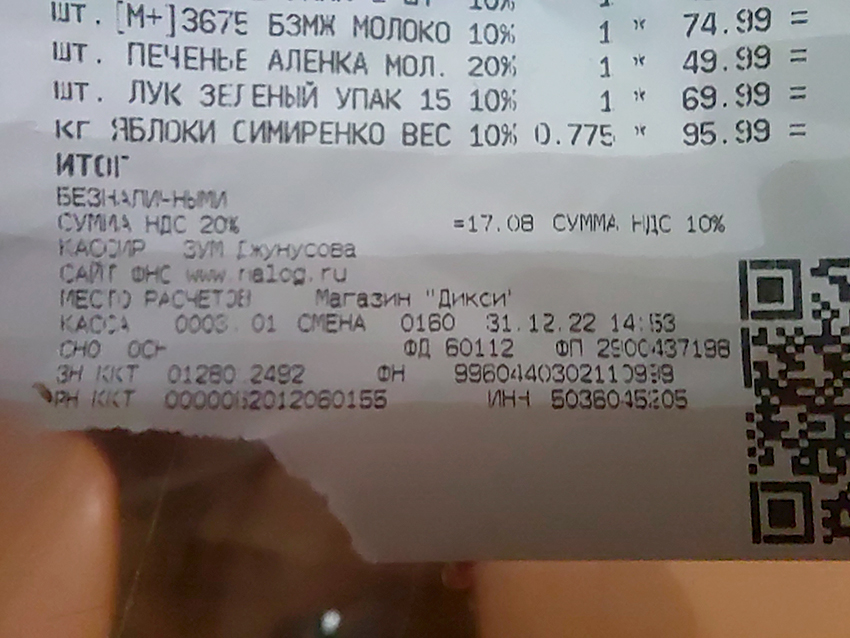 10%
ШТ. [М+]3675 БЗМЖ МОЛОКО 10% 1 * 74.99 =
ШТ. ПЕЧЕНЬЕ АЛЕНКА МОЛ. 20% 1 * 49.99 =
ШТ. ЛУК ЗЕЛЕНЫЙ УПАК 15 10% 1 * 69.99 =
КГ ЯБЛОКИ СИМИРЕНКО ВЕС 10% 0.775 * 95.99 =
ИТОГ
БЕЗНАЛИЧНЫМИ
СУММА НДС 20% =17.08 СУММА НДС 10%
КАССИР ЗУМ Джунусова
САЙТ ФНС www.nalog.ru
МЕСТО РАСЧЕТОВ Магазин "Дикси"
КАССА 0003.01 СМЕНА 0160 31.12.22 14:53
СНО ОСН ФД 60112 ФП 2900437198
ЗН ККТ 01280 2492 ФН
РН ККТ ИНН